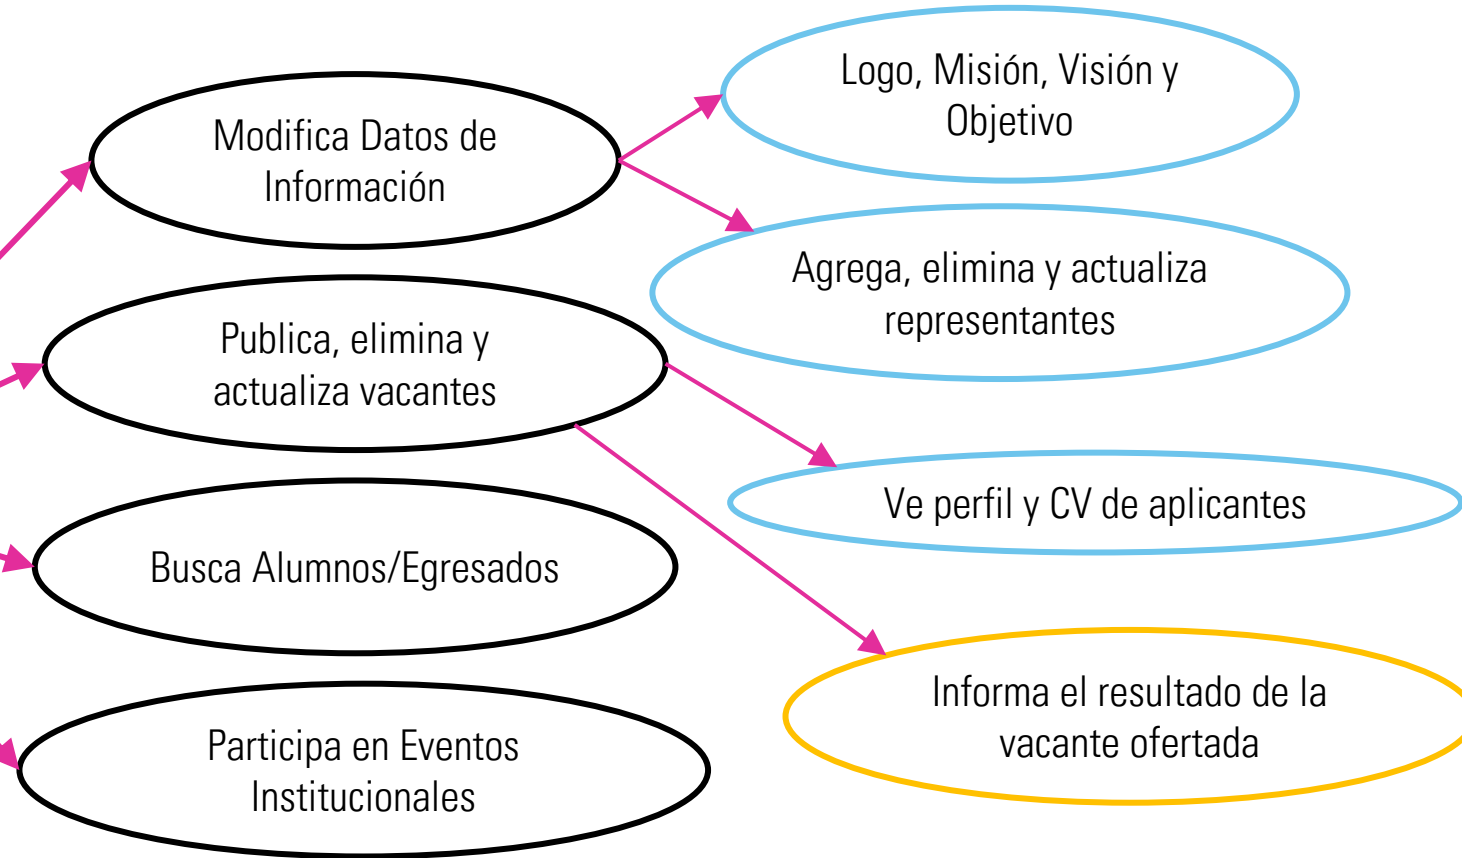 Logo, Misión, Visión y
Objetivo
Modifica Datos de
Información
Agrega, elimina y actualiza
representantes
Publica, elimina y
actualiza vacantes
Ve perfil y CV de aplicantes
Busca Alumnos/Egresados
Informa el resultado de la
vacante ofertada
Participa en Eventos
Institucionales